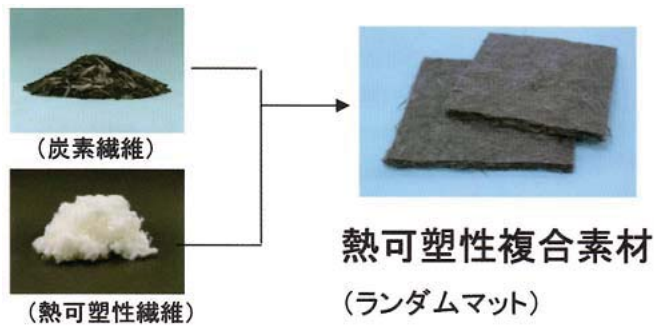 （炭素繊維）
（熱可塑性繊維）
熱可塑性複合素材
（ランダムマット）